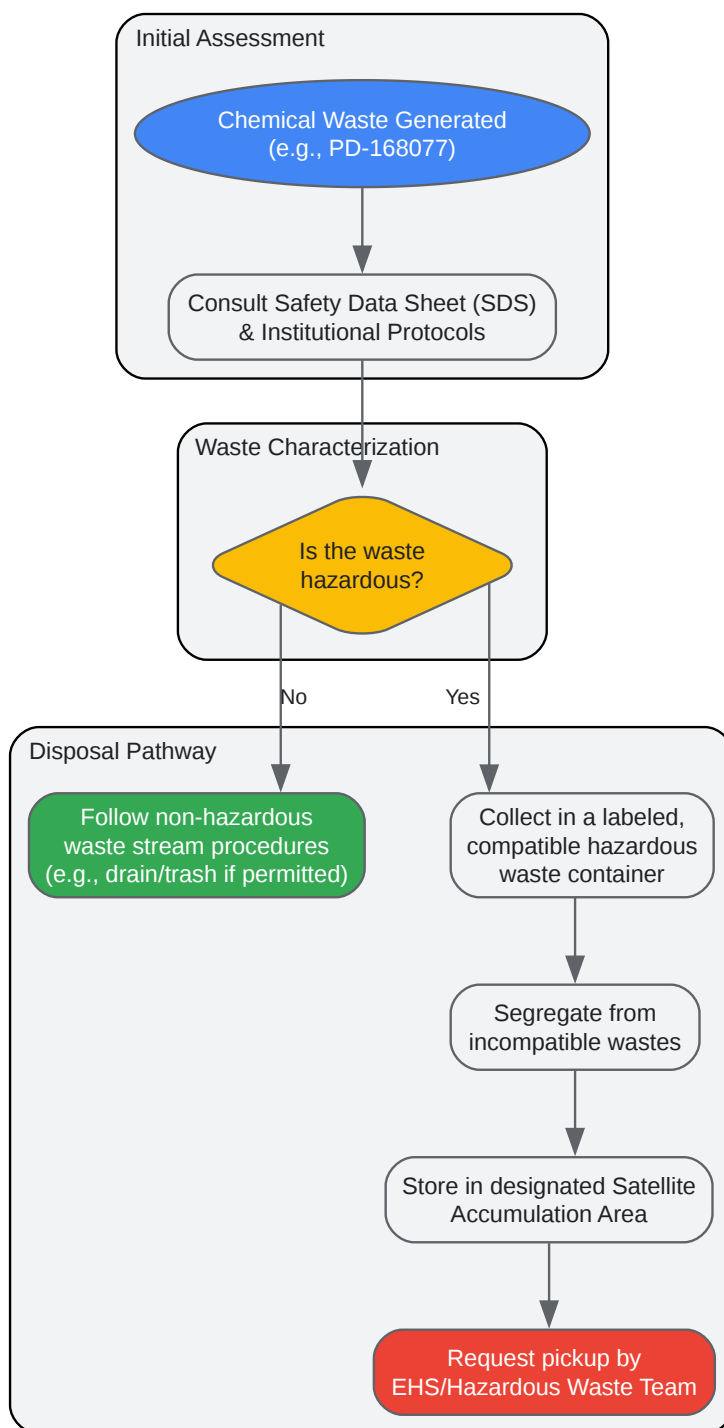 Initial Assessment
Chemical Waste Generated
(e.g., PD-168077)
Consult Safety Data Sheet (SDS)
& Institutional Protocols
Waste Characterization
Is the waste
hazardous?
No
Yes
Disposal Pathway
Follow non-hazardous
waste stream procedures
(e.g., drain/trash if permitted)
Collect in a labeled,
compatible hazardous
waste container
Segregate from
incompatible wastes
Store in designated Satellite
Accumulation Area
Request pickup by
EHS/Hazardous Waste Team